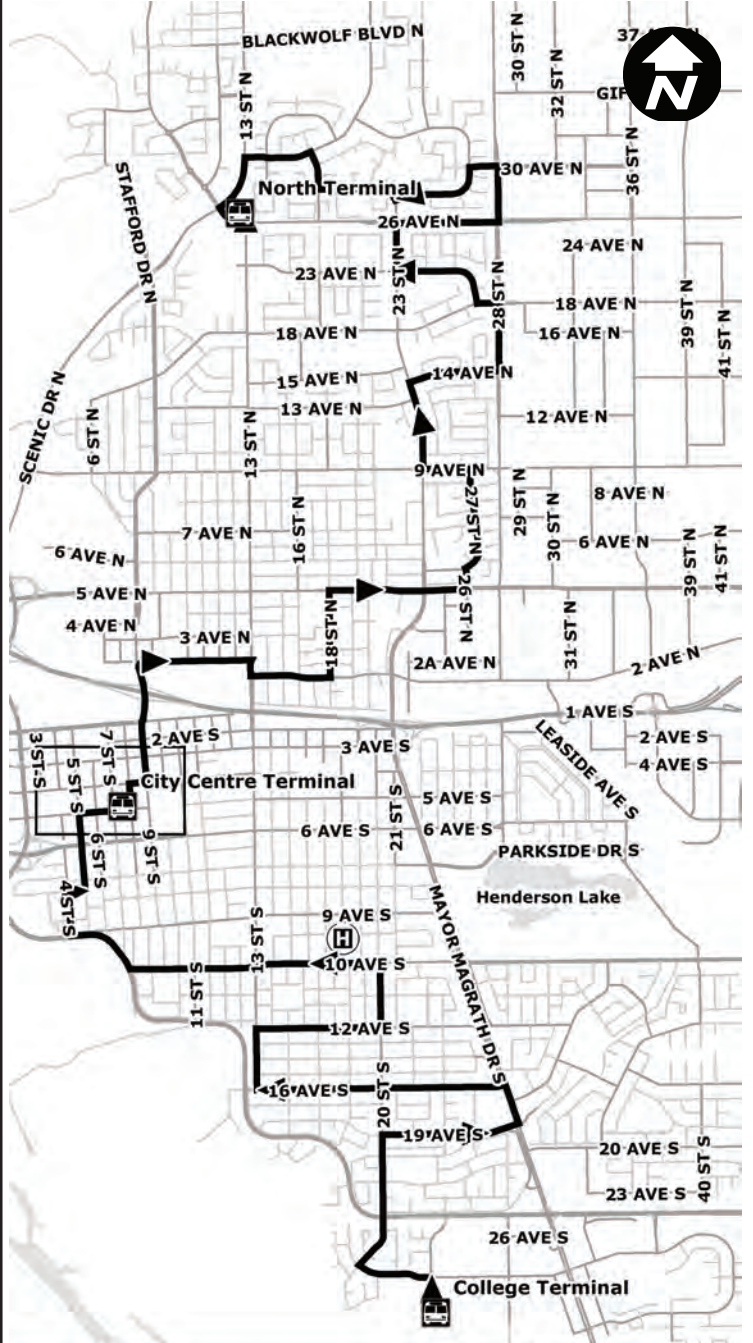 BLACKWOLF BLVD N
30 ST N
32 ST N
37
N
GIF
13 ST N
36 ST N
STAFFORD DR N
30 AVE N
North Terminal
26 AVE N
24 AVE N
23 AVE N
23 ST N
28 ST N
18 AVE N
39 ST N
41 ST N
18 AVE N
16 AVE N
14 AVE N
15 AVE N
13 AVE N
12 AVE N
SCENIC DR N
9 ST N
13 ST N
9 AVE N
27 ST N
29 ST N
8 AVE N
16 ST N
30 ST N
7 AVE N
6 AVE N
6 AVE N
39 ST N
41 ST N
5 AVE N
26 ST N
4 AVE N
3 AVE N
18 ST N
31 ST N
2A AVE N
2 AVE N
1 AVE S
3 ST S
7 ST S
2 AVE S
LEASIDE AVE S
2 AVE S
3 AVE S
5 ST S
4 AVE S
City Centre Terminal
5 AVE S
21 ST S
6 AVE S
6 AVE S
6 ST S
9 ST S
PARKSIDE DR S
4 ST S
MAYOR MAGRATH DR S
Henderson Lake
9 AVE S
13 ST S
H
10 AVE S
11 ST S
12 AVE S
16 AVE S
20 ST S
19 AVE S
20 AVE S
40 ST S
23 AVE S
26 AVE S
College Terminal